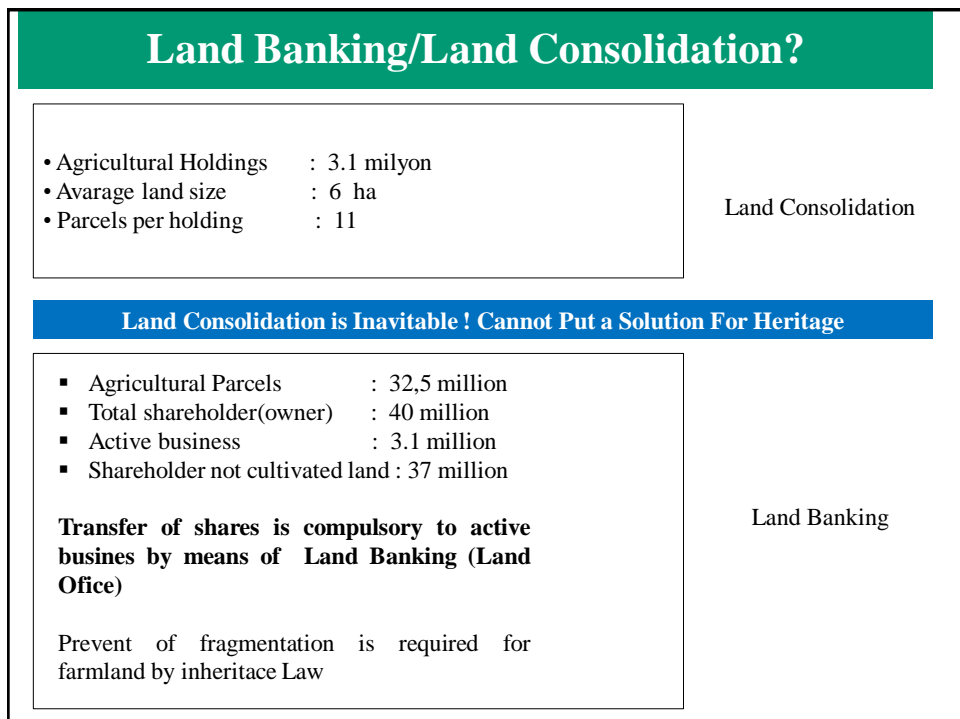 Land Banking/Land Consolidation?
• Agricultural Holdings : 3.1 milyon
• Avarage land size : 6 ha
• Parcels per holding : 11
Land Consolidation
Land Consolidation is Inavitable ! Cannot Put a Solution For Heritage
▪ Agricultural Parcels : 32,5 million
▪ Total shareholder(owner) : 40 million
▪ Active business : 3.1 million
▪ Shareholder not cultivated land : 37 million
Transfer of shares is compulsory to active
busines by means of Land Banking (Land
Ofice)
Prevent of fragmentation is required for
farmland by inheritace Law
Land Banking